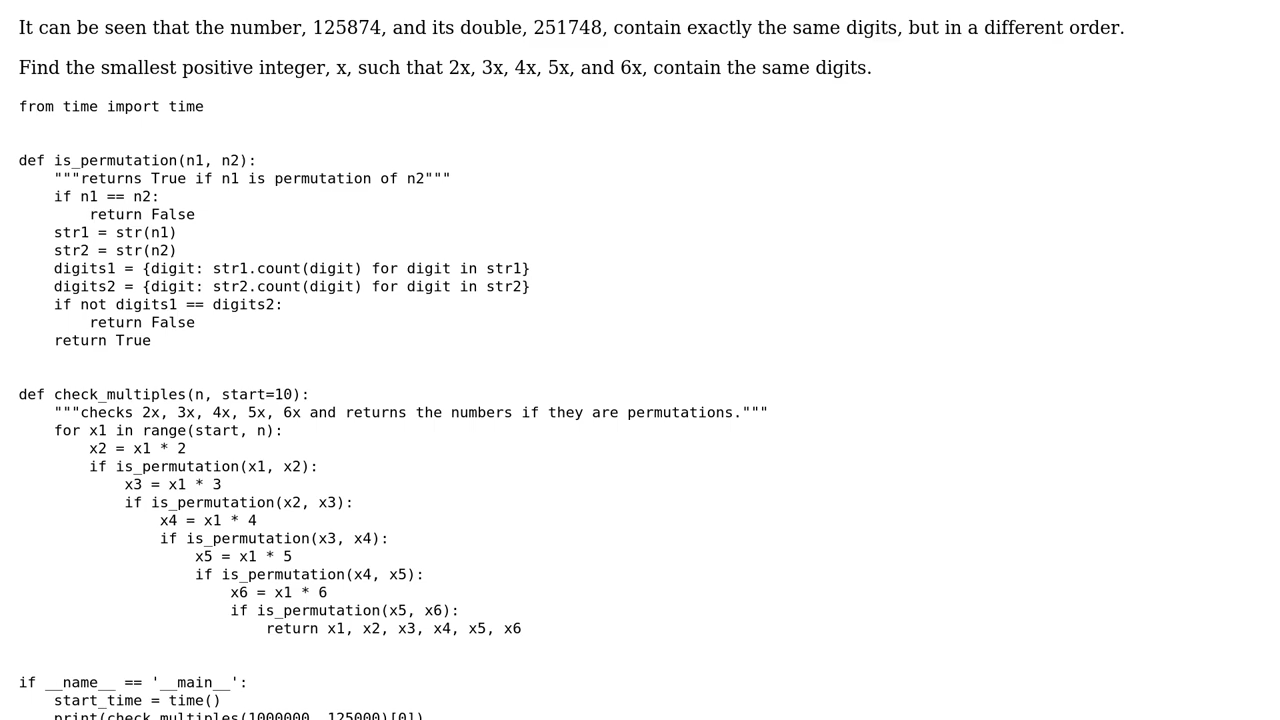 It can be seen that the number, 125874, and its double, 251748, contain exactly the same digits, but in a different order.
Find the smallest positive integer, x, such that 2x, 3x, 4x, 5x, and 6x, contain the same digits.
from time import time
def is_permutation(n1, n2):
    """returns True if n1 is permutation of n2"""
    if n1 == n2:
        return False
    str1 = str(n1)
    str2 = str(n2)
    digits1 = {digit: str1.count(digit) for digit in str1}
    digits2 = {digit: str2.count(digit) for digit in str2}
    if not digits1 == digits2:
        return False
    return True
def check_multiples(n, start=10):
    """checks 2x, 3x, 4x, 5x, 6x and returns the numbers if they are permutations."""
    for x1 in range(start, n):
        x2 = x1 * 2
        if is_permutation(x1, x2):
            x3 = x1 * 3
            if is_permutation(x2, x3):
                x4 = x1 * 4
                if is_permutation(x3, x4):
                    x5 = x1 * 5
                    if is_permutation(x4, x5):
                        x6 = x1 * 6
                        if is_permutation(x5, x6):
                            return x1, x2, x3, x4, x5, x6
if __name__ == '__main__':
    start_time = time()
    print(check_multiples(1000000, 125000)[0])